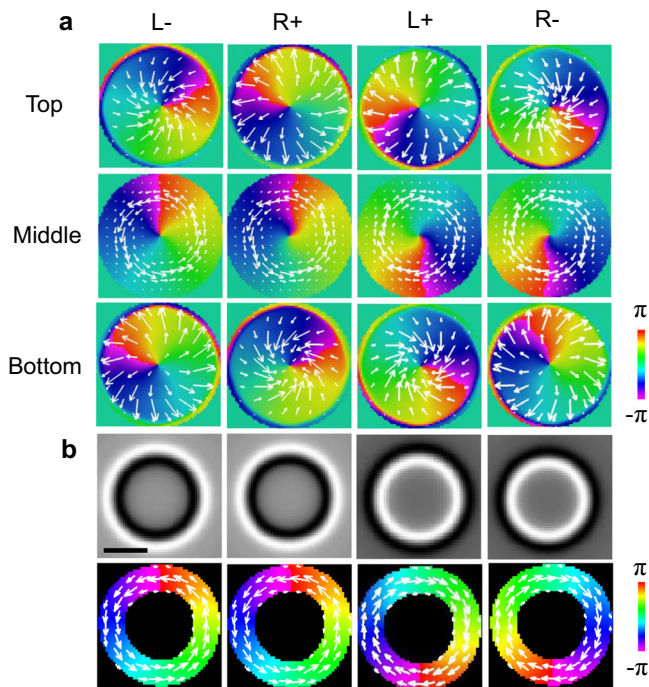 a
L- R+ L+ R-
Top
Middle
Bottom
π
-π
b
π
-π